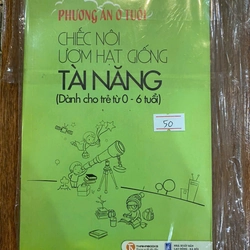 PHƯƠNG ÁN 0 TUỔI
CHIẾC NÔI
ƯƠM HẠT GIỐNG
TÀI NĂNG
(Dành cho trẻ từ 0 - 6 tuổi)
50